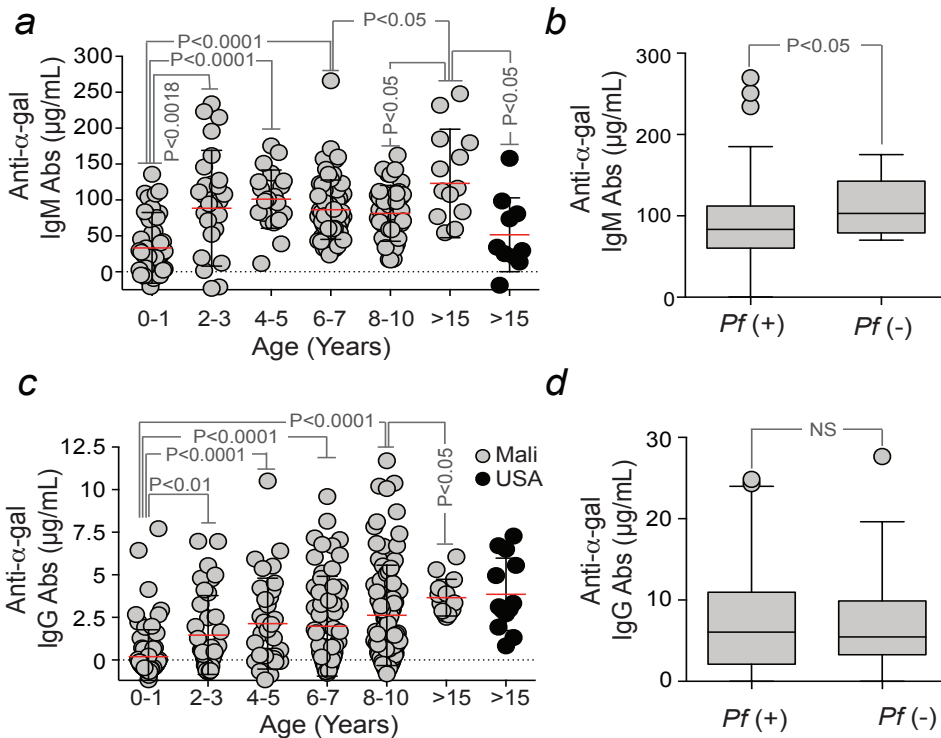 a
P<0.05
P<0.0001
P<0.0001
P<0.0018
P<0.05
P<0.05
Anti-α-gal
IgM Abs (µg/mL)
300
250
200
150
100
50
0
0-1 2-3 4-5 6-7 8-10 >15 >15
Age (Years)
b
P<0.05
Anti-α-gal
IgM Abs (µg/mL)
300
200
100
0
Pf (+) Pf (-)
c
P<0.0001
P<0.0001
P<0.0001
P<0.01
P<0.05
Mali
USA
Anti-α-gal
IgG Abs (µg/mL)
12.5
10
7.5
5
2.5
0
0-1 2-3 4-5 6-7 8-10 >15 >15
Age (Years)
d
NS
Anti-α-gal
IgG Abs (µg/mL)
30
20
10
0
Pf (+) Pf (-)